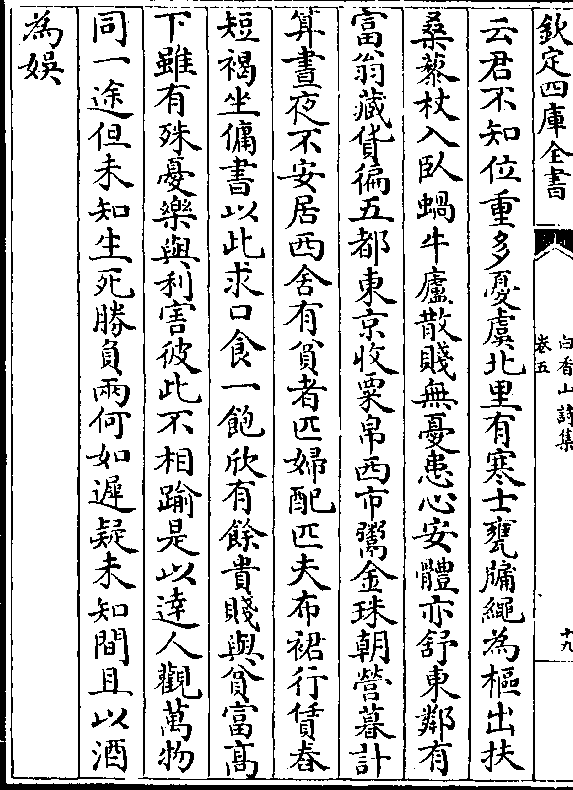 欽定四庫全書
白香山詩集
卷五
十九
云君不知位重多憂虞北里有寒士甕牖繩為樞出扶
桑藜杖入臥蝸牛廬散賤無憂患心安體亦舒東鄰有
富翁藏貨徧五都東京收粟帛西市鬻金珠朝營暮計
算晝夜不安居西舍有貧者匹婦配匹夫布裙行賃舂
短褐坐傭書以此求口食一飽欣有餘貴賤與貧富高
下雖有殊憂樂與利害彼此不相踰是以達人觀萬物
同一途但未知生死勝負兩何如遲疑未知間且以酒
為娛